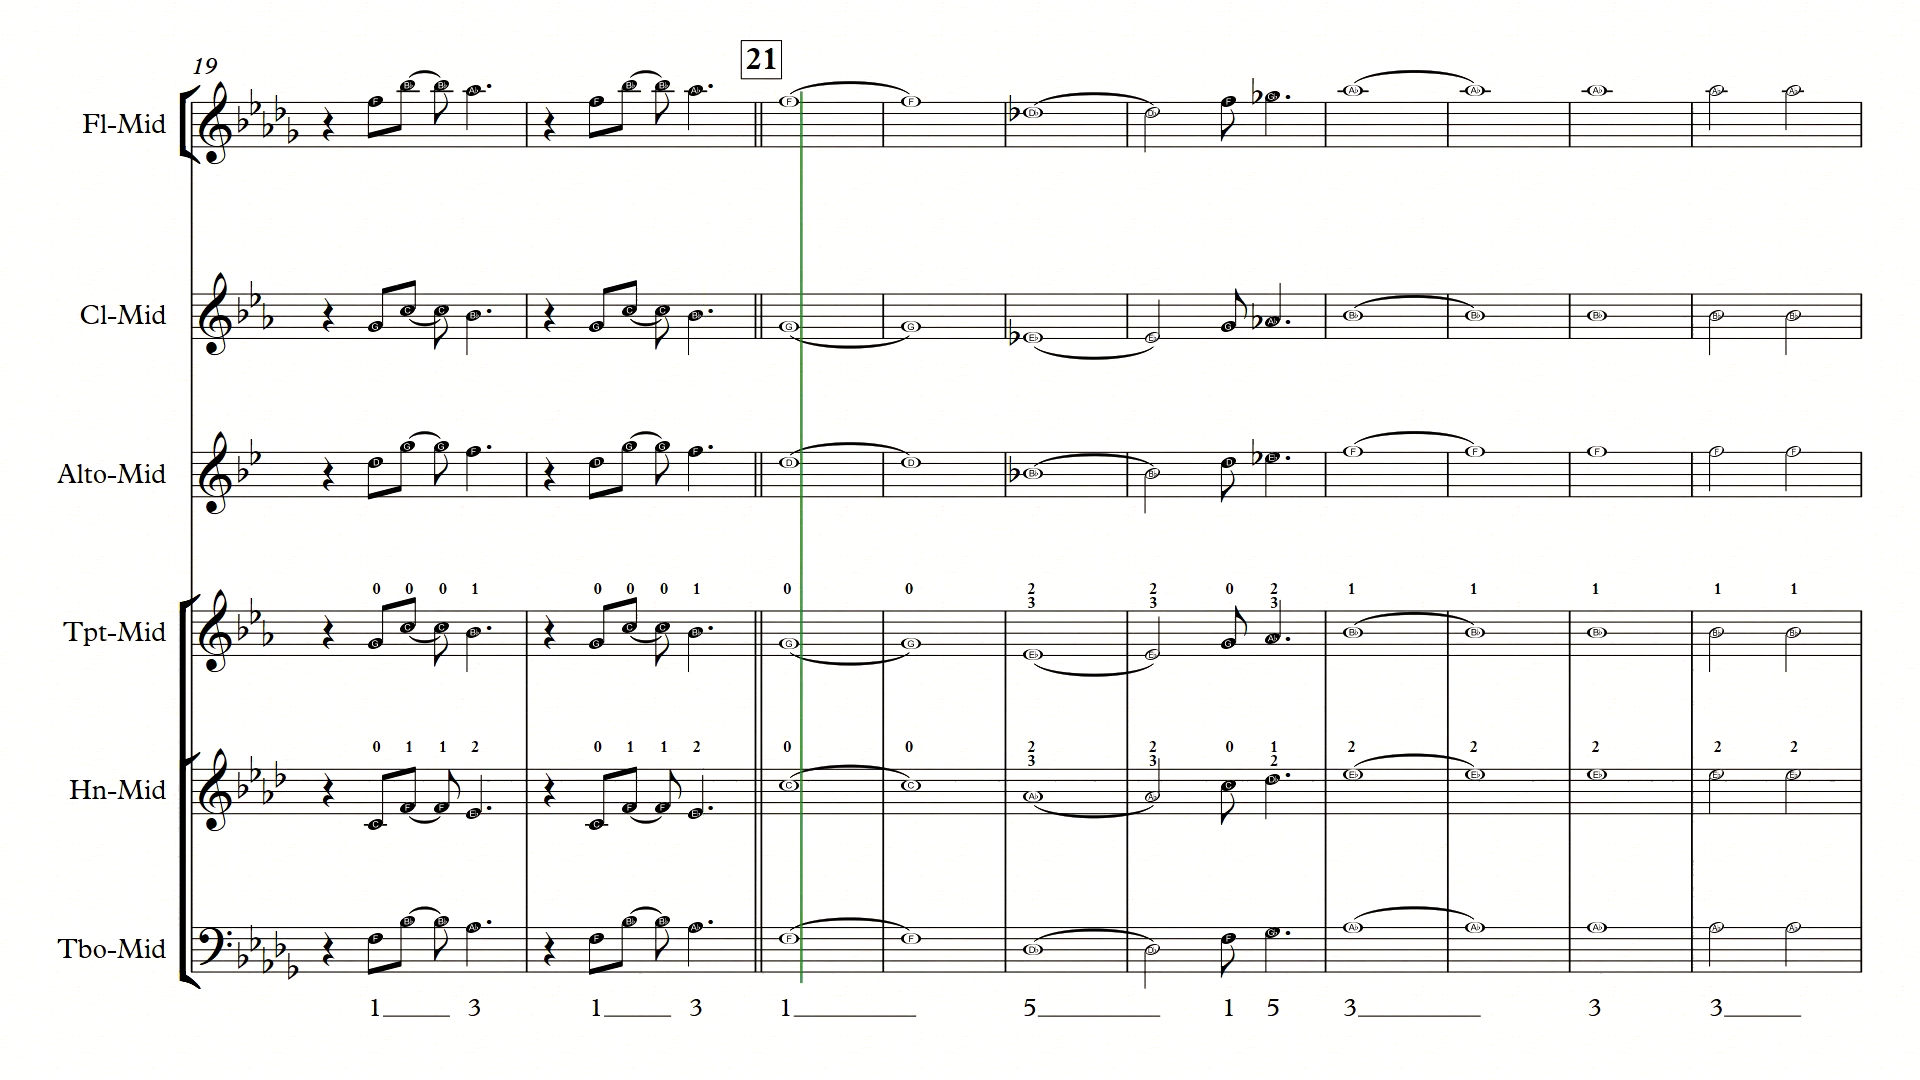 21
19
Fl-Mid
F B♭ B♭ A♭ F B♭ B♭ A♭ F F D♭ D♭ F G♭ A♭ A♭ A♭ A♭ A♭
Cl-Mid
G C C B♭ G C C B♭ G G E♭ E♭ G A♭ B♭ B♭ B♭ B♭ B♭
Alto-Mid
D G G F D G G F D D B♭ B♭ D E♭ F F F F F
0 0 0 1 0 0 0 1 0 0 2 2 0 2 1 1 1 1 1
3 3 3
Tpt-Mid
G C C B♭ G C C B♭ G G E♭ E♭ G A♭ B♭ B♭ B♭ B♭ B♭
0 1 1 2 0 1 1 2 0 0 2 2 0 1 2 2 2 2 2
3 3 2
Hn-Mid
C F F E♭ C F F E♭ C C A♭ A♭ C D♭ E♭ E♭ E♭ E♭ E♭
Tbo-Mid
F B♭ B♭ A♭ F B♭ B♭ A♭ F F D♭ D♭ F G♭ A♭ A♭ A♭ A♭ A♭
1 3 1 3 1 5 1 5 3 3 3